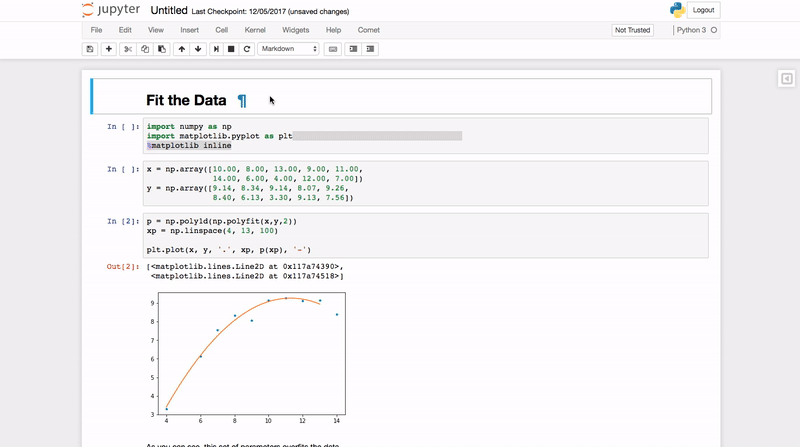 jupyter Untitled Last Checkpoint: 12/05/2017 (unsaved changes) Logout
File Edit View Insert Cell Kernel Widgets Help Comet Not Trusted Python 3
Markdown
Fit the Data ¶
In [ ]: import numpy as np
import matplotlib.pyplot as plt
%matplotlib inline
In [ ]: x = np.array([10.00, 8.00, 13.00, 9.00, 11.00,
14.00, 6.00, 4.00, 12.00, 7.00])
y = np.array([9.14, 8.34, 9.14, 8.07, 9.26,
8.40, 6.13, 3.30, 9.13, 7.56])
In [2]: p = np.poly1d(np.polyfit(x,y,2))
xp = np.linspace(4, 13, 100)
plt.plot(x, y, '.', xp, p(xp), '-')
Out[2]: [<matplotlib.lines.Line2D at 0x117a74390>,
<matplotlib.lines.Line2D at 0x117a74518>]
9
8
7
6
5
4
3
4 6 8 10 12 14
As you can see, this set of parameters overfits the data